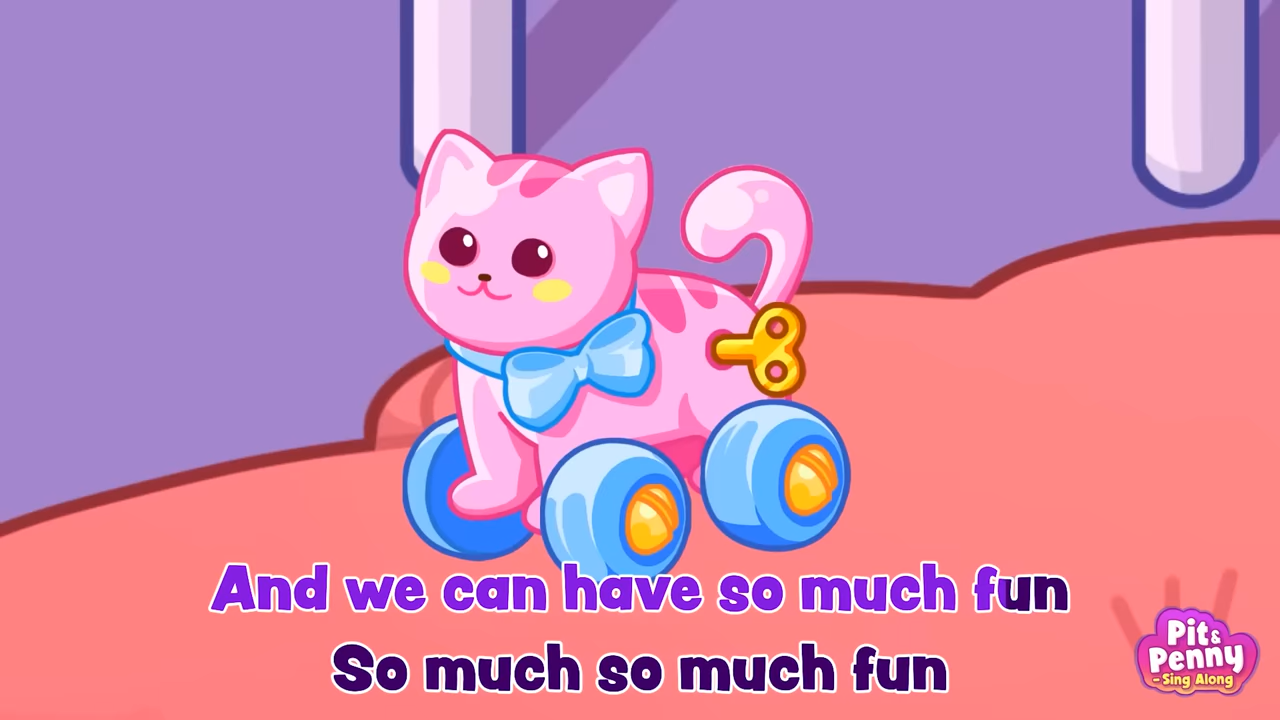 And we can have so much fun
So much so much fun
Pit &
Penny
- Sing Along